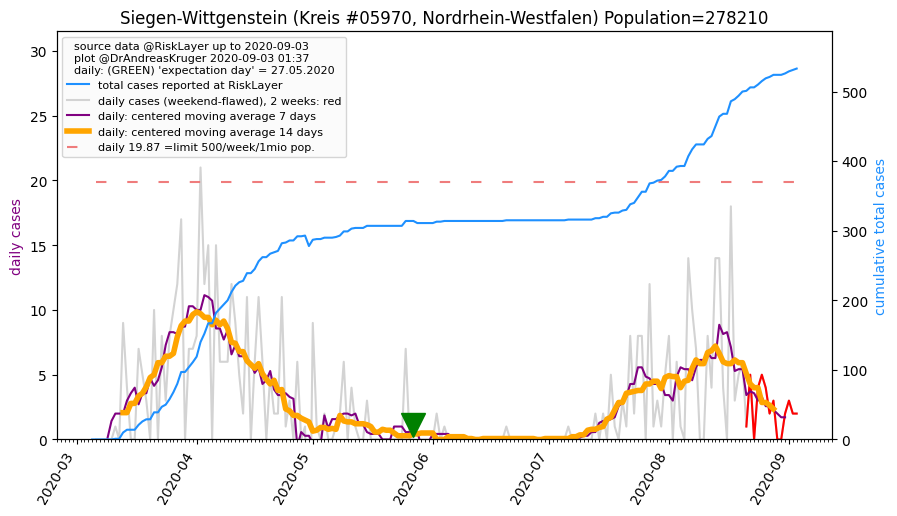 Siegen-Wittgenstein (Kreis #05970, Nordrhein-Westfalen) Population=278210
source data @RiskLayer up to 2020-09-03
plot @DrAndreasKruger 2020-09-03 01:37
daily: (GREEN) 'expectation day' = 27.05.2020
total cases reported at RiskLayer
daily cases (weekend-flawed), 2 weeks: red
daily: centered moving average 7 days
daily: centered moving average 14 days
daily 19.87 =limit 500/week/1mio pop.
daily cases
30
25
20
15
10
5
0
cumulative total cases
500
400
300
200
100
0
2020-03
2020-04
2020-05
2020-06
2020-07
2020-08
2020-09